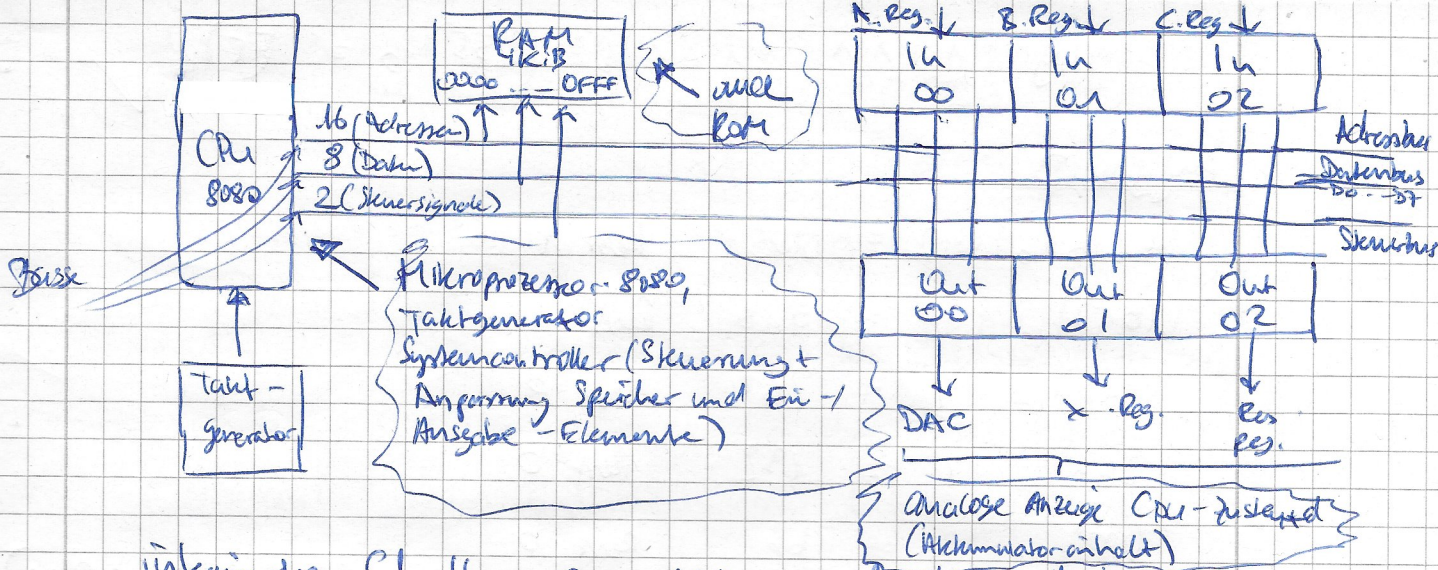 A. Reg.
B. Reg.
C. Reg.
RAM
4KiB
0000 ... 0FFF
auch
ROM
In
00
In
01
In
02
CPU
8080
16 (Adressen)
8 (Daten)
2 (Steuersignale)
Adressbus
Datenbus
D0...D7
Steuerbus
Busse
Mikroprozessor 8080,
Taktgenerator
Systemcontroller (Steuerung +
Anpassung Speicher und Ein-/
Ausgabe-Elemente)
Out
00
Out
01
Out
02
Takt-
generator
DAC
X-Reg.
Res
reg.
analoge Anzeige CPU-Zustand
(Akkumulatorinhalt)